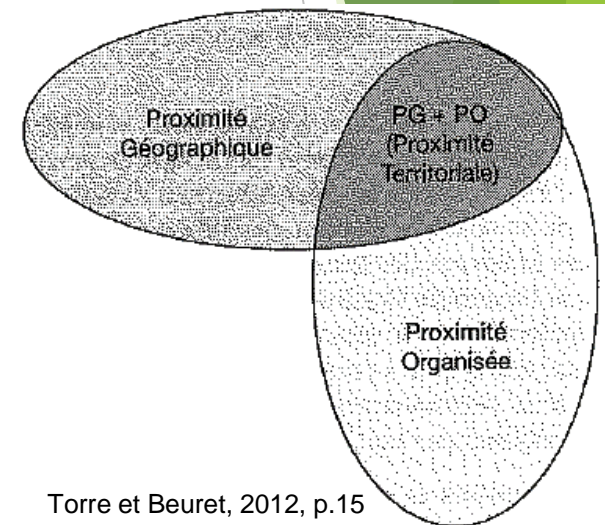 Proximité
Géographique
PG + PO
(Proximité
Territoriale)
Proximité
Organisée
Torre et Beuret, 2012, p.15